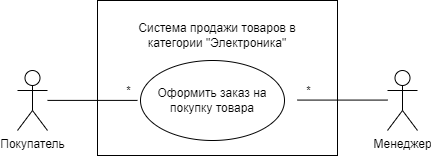 Система продажи товаров в
категории "Электроника"
*
Оформить заказ на
покупку товара
*
Покупатель
Менеджер